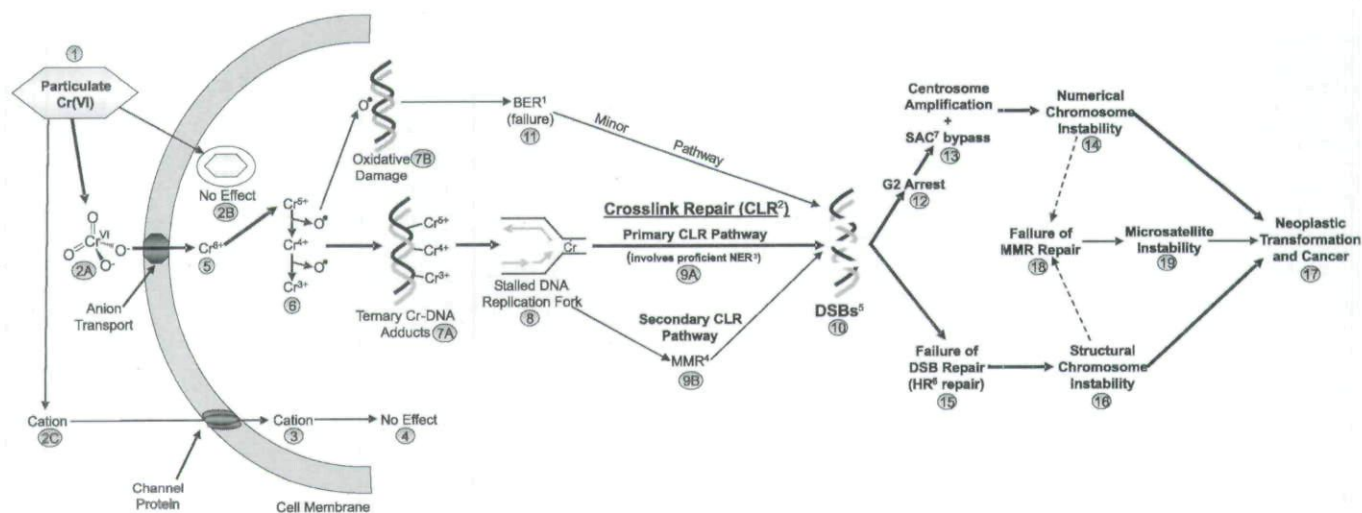 1
Particulate
Cr(VI)
O
O
Cr
VI
O-
O-
2A
Anion
Transport
No Effect
2B
Cr6+
5
Cr5+
O•
Cr4+
O•
Cr3+
6
O•
Oxidative 7B
Damage
Cr5+
Cr4+
Cr3+
Ternary Cr-DNA
Adducts 7A
BER1
(failure)
11
Minor
Pathway
Cr
Stalled DNA
Replication Fork
8
Crosslink Repair (CLR2)
Primary CLR Pathway
(involves proficient NER3)
9A
Secondary CLR
Pathway
MMR4
9B
DSBs5
10
Centrosome
Amplification
+
SAC7 bypass
13
G2 Arrest
12
Numerical
Chromosome
Instability
14
Failure of
MMR Repair
18
Microsatellite
Instability
19
Neoplastic
Transformation
and Cancer
17
Failure of
DSB Repair
(HR6 repair)
15
Structural
Chromosome
Instability
16
Cation
2C
Cation
3
No Effect
4
Channel
Protein
Cell Membrane